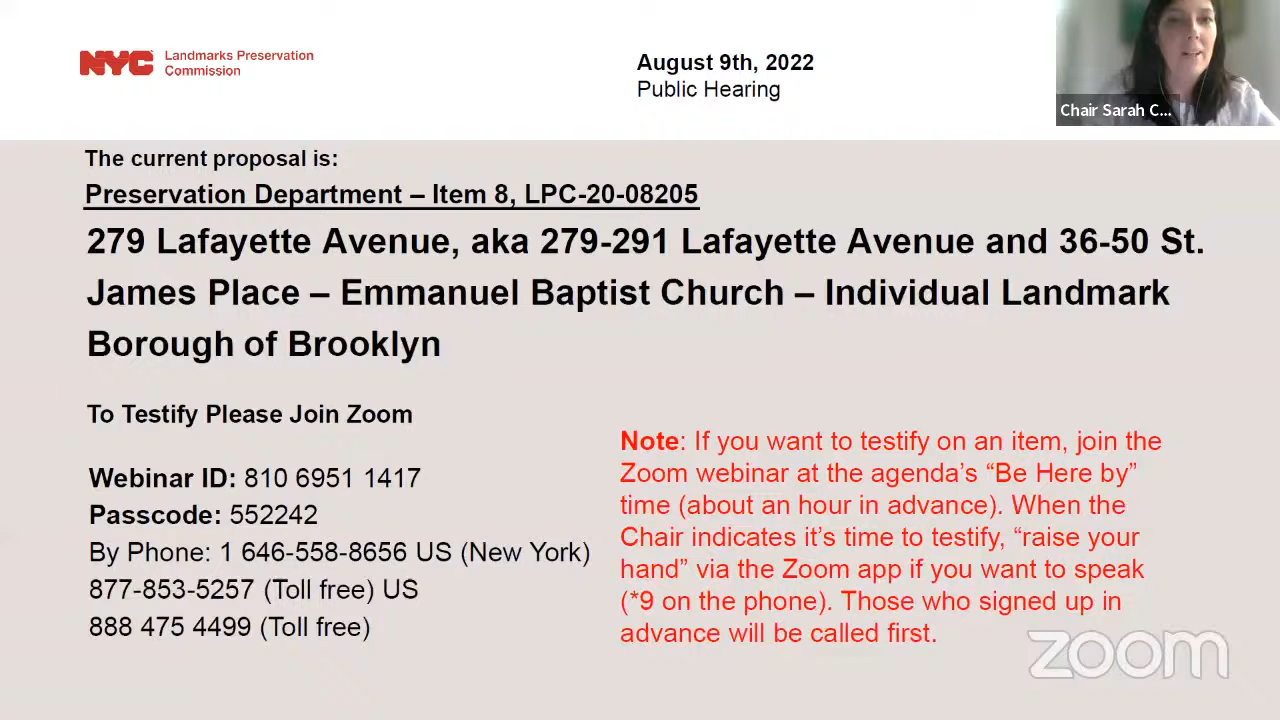 NYC Landmarks Preservation
Commission
August 9th, 2022
Public Hearing
Chair Sarah C...
The current proposal is:
Preservation Department – Item 8, LPC-20-08205
279 Lafayette Avenue, aka 279-291 Lafayette Avenue and 36-50 St.
James Place – Emmanuel Baptist Church – Individual Landmark
Borough of Brooklyn
To Testify Please Join Zoom
Webinar ID: 810 6951 1417
Passcode: 552242
By Phone: 1 646-558-8656 US (New York)
877-853-5257 (Toll free) US
888 475 4499 (Toll free)
Note: If you want to testify on an item, join the
Zoom webinar at the agenda’s “Be Here by”
time (about an hour in advance). When the
Chair indicates it’s time to testify, “raise your
hand” via the Zoom app if you want to speak
(*9 on the phone). Those who signed up in
advance will be called first.
zoom